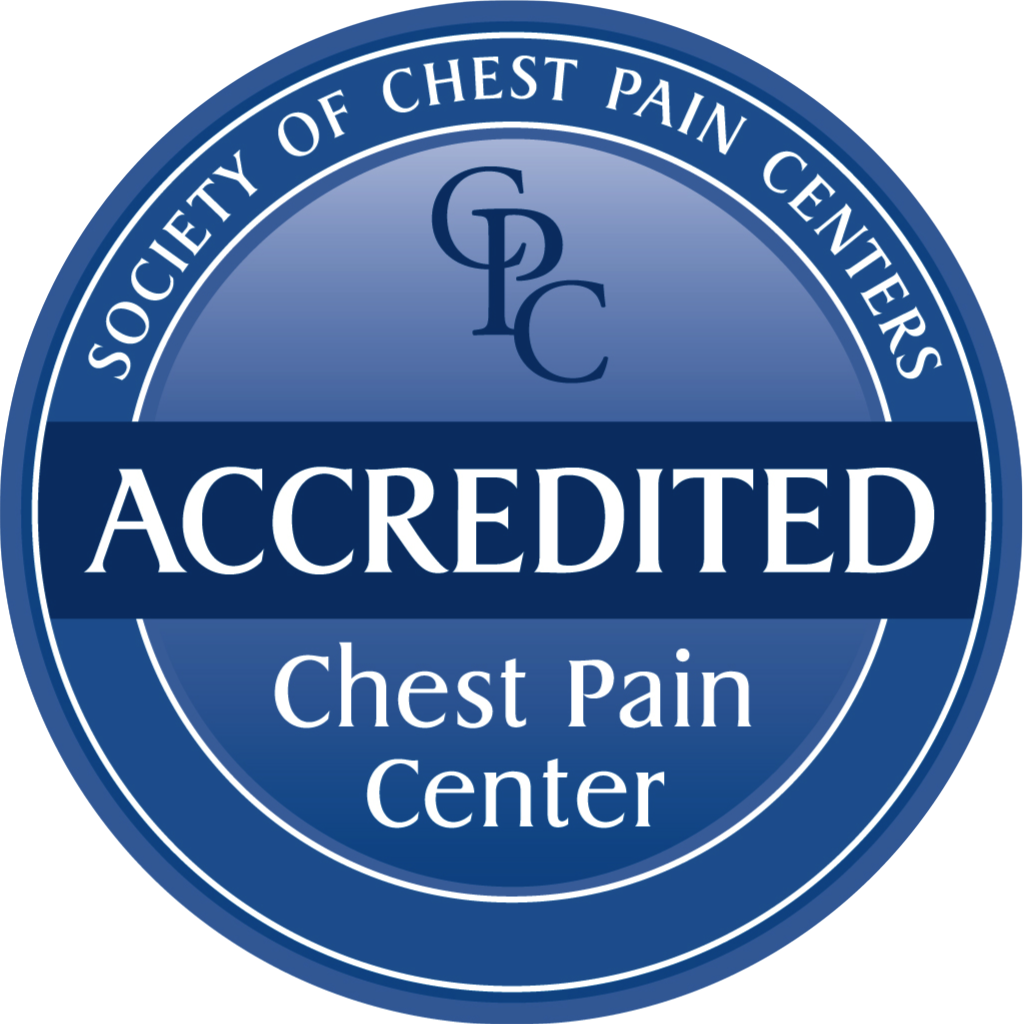 SOCIETY OF CHEST PAIN CENTERS
CPC
ACCREDITED
Chest Pain
Center